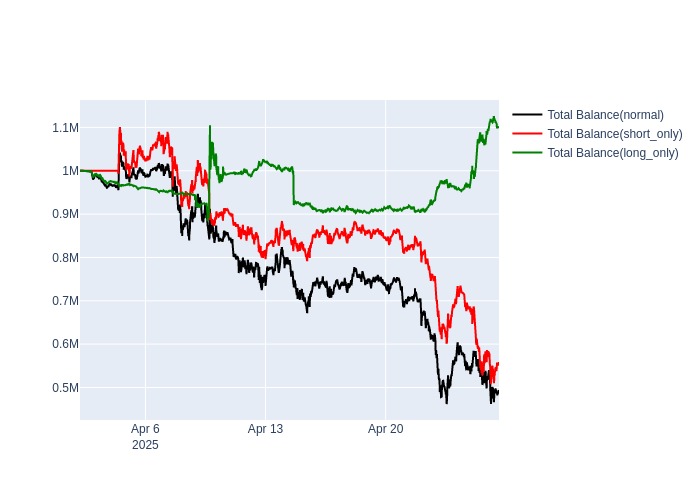 Total Balance(normal)
Total Balance(short_only)
Total Balance(long_only)
1.1M
1M
0.9M
0.8M
0.7M
0.6M
0.5M
Apr 6
2025
Apr 13
Apr 20